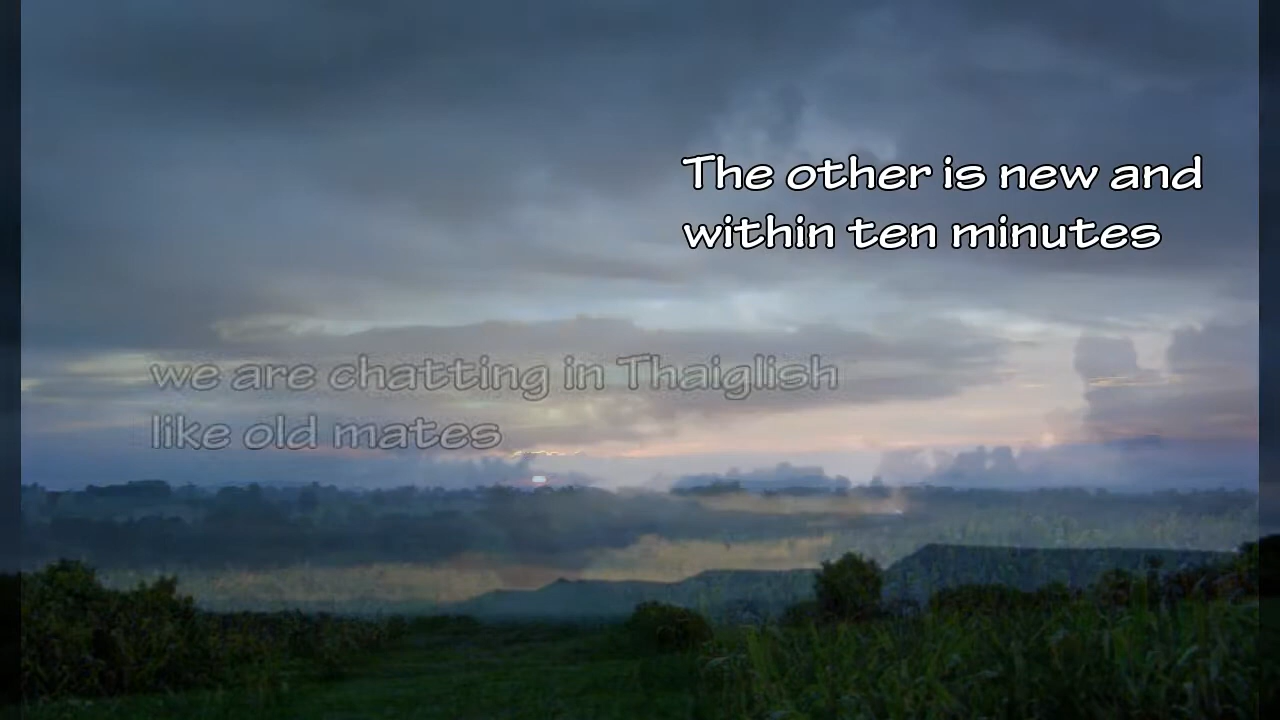 The other is new and
within ten minutes
we are chatting in Thaiglish
like old mates